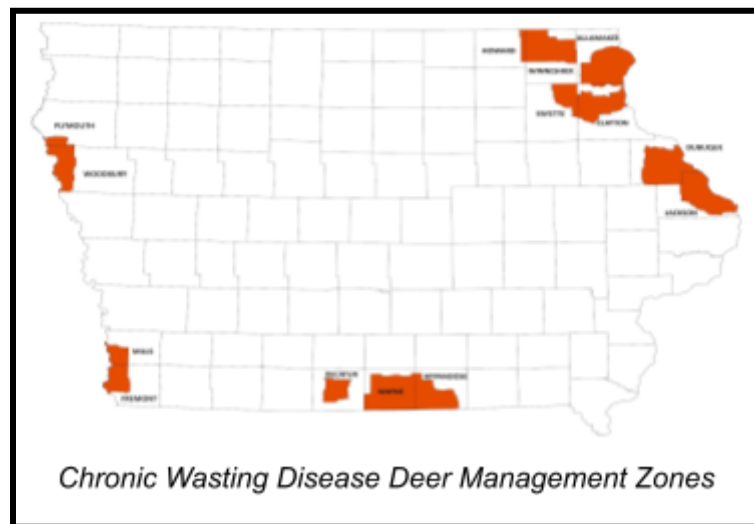 ALLAMAKEE
HOWARD
WINNESHIEK
FAYETTE
CLAYTON
PLYMOUTH
DUBUQUE
WOODBURY
JACKSON
MILLS
DECATUR
APPANOOSE
WAYNE
FREMONT
Chronic Wasting Disease Deer Management Zones